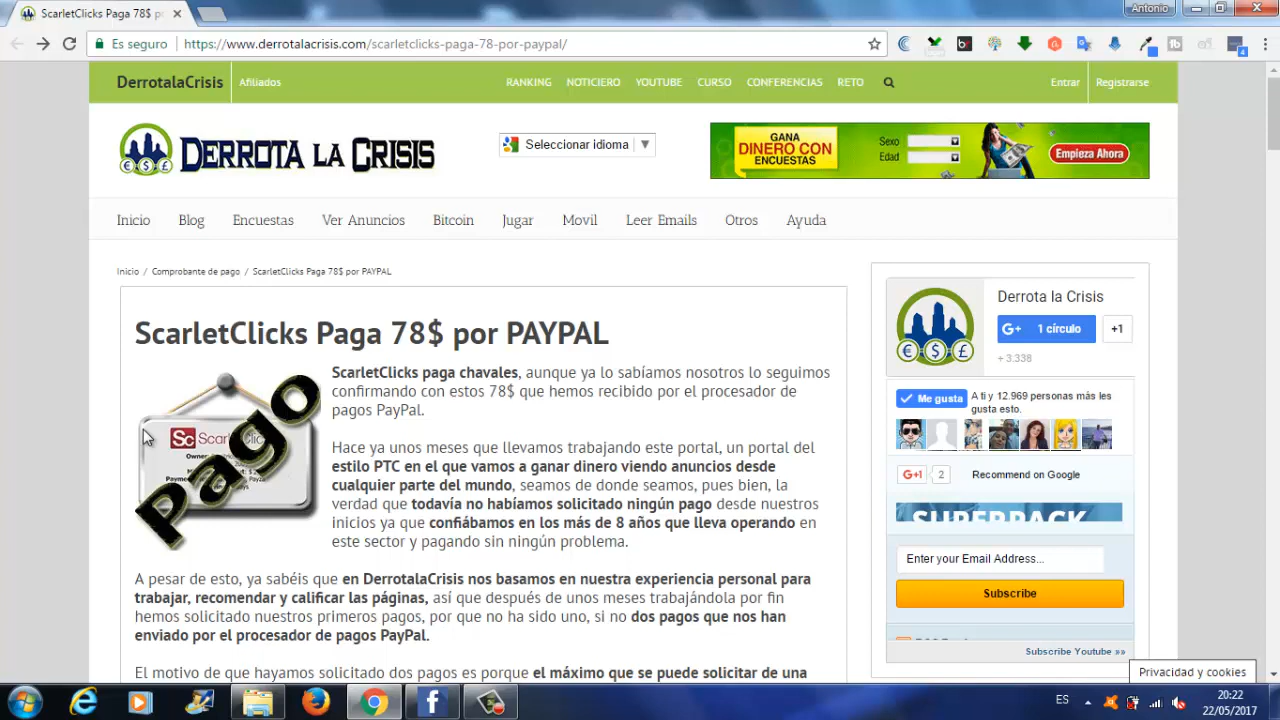 ScarletClicks Paga 78$ p
Antonio
Es seguro
https://www.derrotalacrisis.com/scarletclicks-paga-78-por-paypal/
DerrotalaCrisis
Afiliados
RANKING NOTICIERO YOUTUBE CURSO CONFERENCIAS RETO
Entrar Registrarse
DERROTA LA CRISIS
Seleccionar idioma
GANA
DINERO CON
ENCUESTAS
Sexo
Edad
Empieza Ahora
Inicio Blog Encuestas Ver Anuncios Bitcoin Jugar Movil Leer Emails Otros Ayuda
Inicio / Comprobante de pago / ScarletClicks Paga 78$ por PAYPAL
ScarletClicks Paga 78$ por PAYPAL
Pago
ScarletClicks paga chavales, aunque ya lo sabíamos nosotros lo seguimos
confirmando con estos 78$ que hemos recibido por el procesador de
pagos PayPal.
Hace ya unos meses que llevamos trabajando este portal, un portal del
estilo PTC en el que vamos a ganar dinero viendo anuncios desde
cualquier parte del mundo, seamos de donde seamos, pues bien, la
verdad que todavía no habíamos solicitado ningún pago desde nuestros
inicios ya que confiábamos en los más de 8 años que lleva operando en
este sector y pagando sin ningún problema.
A pesar de esto, ya sabéis que en DerrotalaCrisis nos basamos en nuestra experiencia personal para
trabajar, recomendar y calificar las páginas, así que después de unos meses trabajándola por fin
hemos solicitado nuestros primeros pagos, por que no ha sido uno, si no dos pagos que nos han
enviado por el procesador de pagos PayPal.
El motivo de que hayamos solicitado dos pagos es porque el máximo que se puede solicitar de una
Derrota la Crisis
G+ 1 círculo
+1
+ 3.338
Me gusta
A ti y 12.969 personas más les
gusta esto.
G+1 2 Recommend on Google
SUPERPACK
Enter your Email Address...
Subscribe
Subscribe Youtube »»
Privacidad y cookies
ES
20:22
22/05/2017